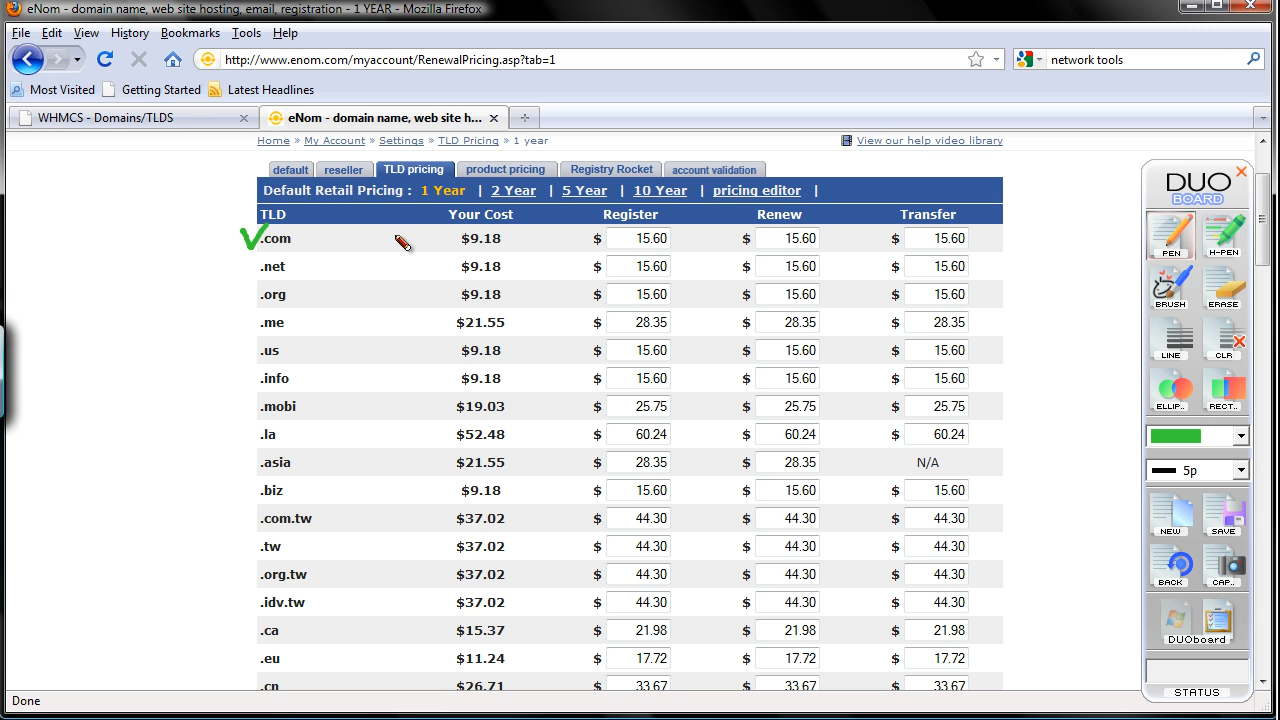 eNom - domain name, web site hosting, email, registration - 1 YEAR - Mozilla Firefox
File Edit View History Bookmarks Tools Help
http://www.enom.com/myaccount/RenewalPricing.asp?tab=1 network tools
Most Visited Getting Started Latest Headlines
WHMCS - Domains/TLDS eNom - domain name, web site h...
Home » My Account » Settings » TLD Pricing » 1 year View our help video library
default reseller TLD pricing product pricing Registry Rocket account validation
Default Retail Pricing : 1 Year | 2 Year | 5 Year | 10 Year | pricing editor |
TLD Your Cost Register Renew Transfer
.com $9.18 $ 15.60 $ 15.60 $ 15.60
.net $9.18 $ 15.60 $ 15.60 $ 15.60
.org $9.18 $ 15.60 $ 15.60 $ 15.60
.me $21.55 $ 28.35 $ 28.35 $ 28.35
.us $9.18 $ 15.60 $ 15.60 $ 15.60
.info $9.18 $ 15.60 $ 15.60 $ 15.60
.mobi $19.03 $ 25.75 $ 25.75 $ 25.75
.la $52.48 $ 60.24 $ 60.24 $ 60.24
.asia $21.55 $ 28.35 $ 28.35 N/A
.biz $9.18 $ 15.60 $ 15.60 $ 15.60
.com.tw $37.02 $ 44.30 $ 44.30 $ 44.30
.tw $37.02 $ 44.30 $ 44.30 $ 44.30
.org.tw $37.02 $ 44.30 $ 44.30 $ 44.30
.idv.tw $37.02 $ 44.30 $ 44.30 $ 44.30
.ca $15.37 $ 21.98 $ 21.98 $ 21.98
.eu $11.24 $ 17.72 $ 17.72 $ 17.72
.cn $26.71 $ 33.67 $ 33.67 $ 33.67
Done
DUO
BOARD
PEN H-PEN
BRUSH ERASE
LINE CLR
ELLIP.. RECT..
5p
NEW SAVE
BACK CAP..
DUOboard
STATUS